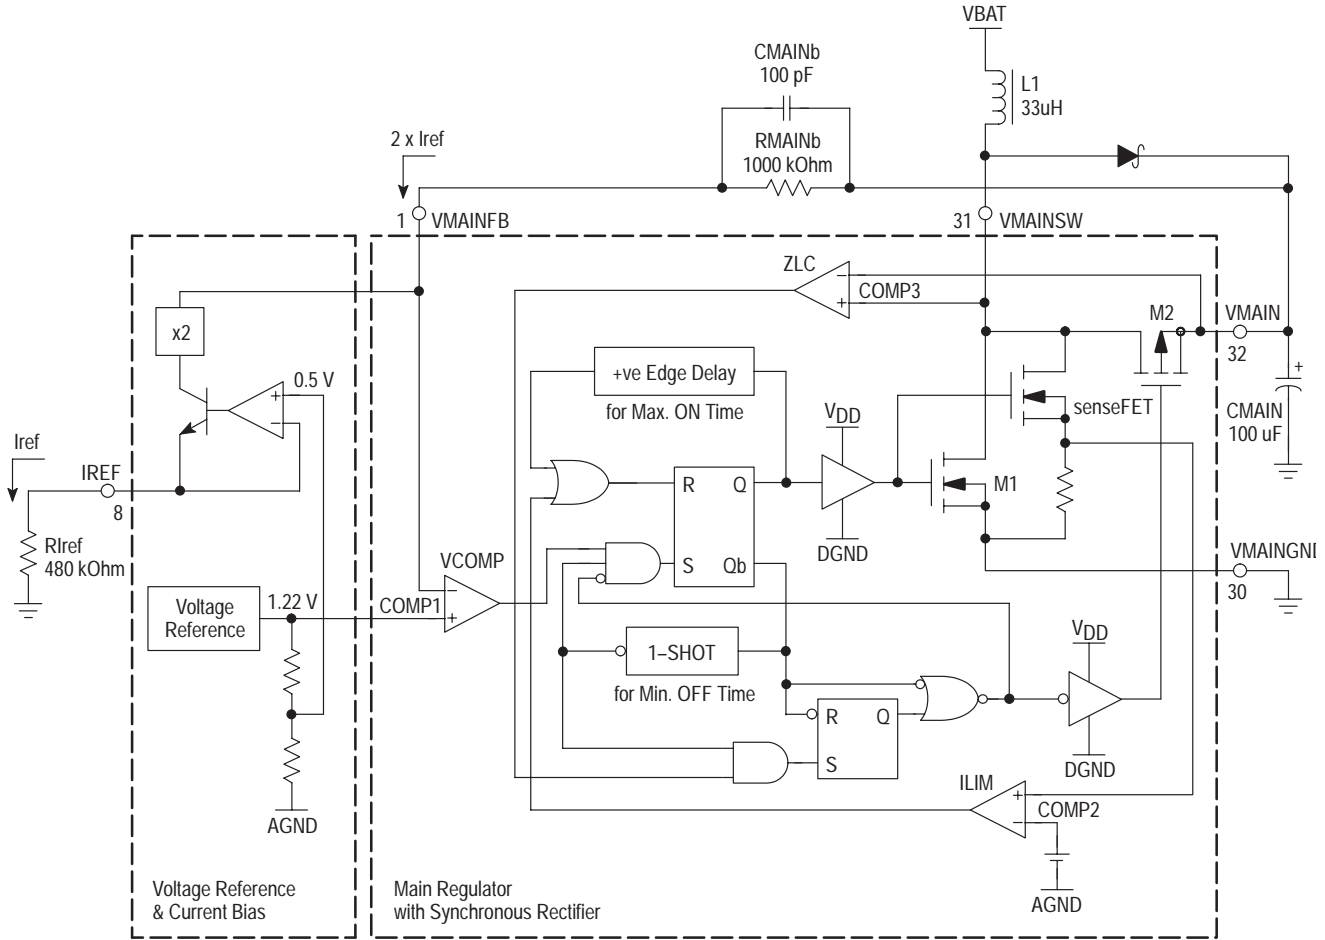 VBAT
CMAINb
100 pF
L1
33uH
RMAINb
1000 kOhm
2 x Iref
1
VMAINFB
31
VMAINSW
ZLC
COMP3
-
+
x2
M2
VMAIN
32
+
CMAIN
100 uF
0.5 V
+
-
+ve Edge Delay
for Max. ON Time
VDD
senseFET
Iref
IREF
8
RIref
480 kOhm
R
Q
M1
DGND
S
Qb
VMAINGN
30
VCOMP
COMP1
-
+
Voltage
Reference
1.22 V
1-SHOT
for Min. OFF Time
VDD
R
Q
S
DGND
ILIM
+
-
COMP2
AGND
AGND
Voltage Reference
& Current Bias
Main Regulator
with Synchronous Rectifier